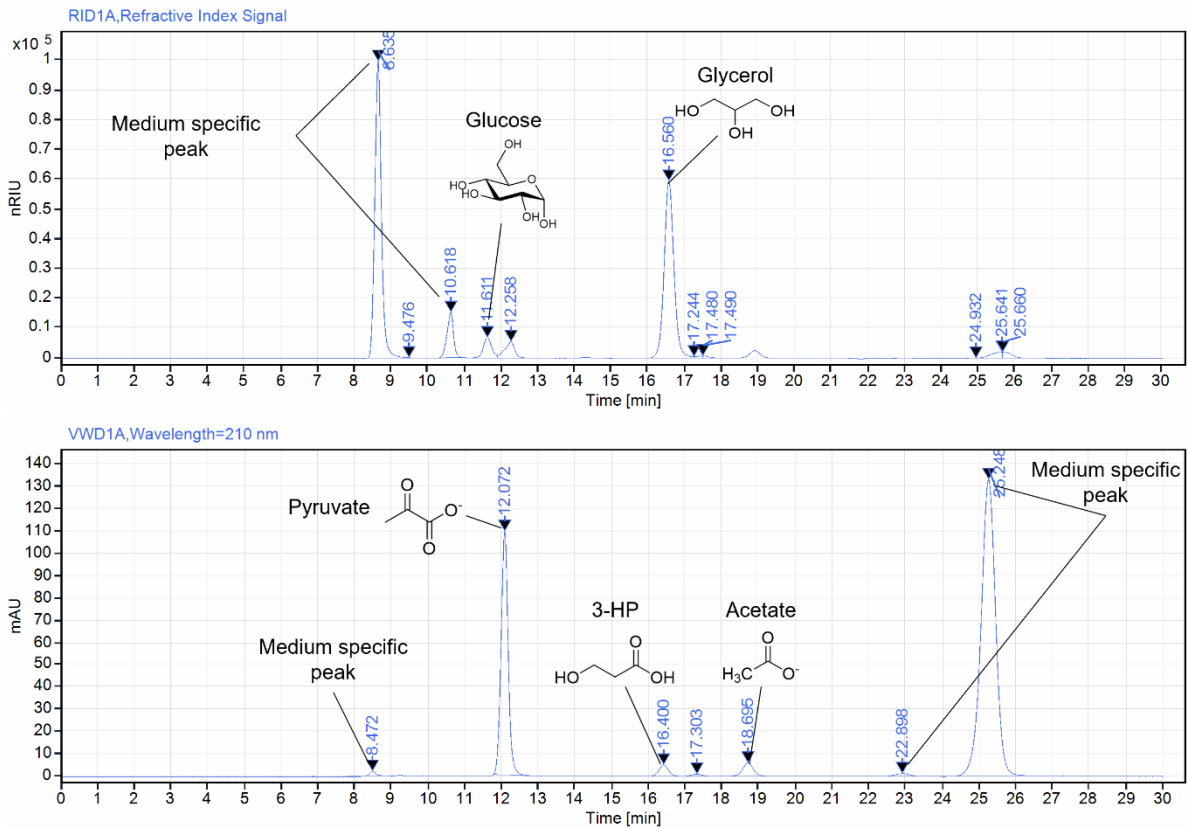 RID1A,Refractive Index Signal
x10 5
1
0.9
0.8
0.7
0.6
0.5
0.4
0.3
0.2
0.1
0
nRIU
Medium specific
peak
8.635
9.476
10.618
Glucose
OH
O
HO
HO
OH
OH
11.611
12.258
Glycerol
HO
OH
OH
16.560
17.244
17.480
17.490
24.932
25.641
25.660
0 1 2 3 4 5 6 7 8 9 10 11 12 13 14 15 16 17 18 19 20 21 22 23 24 25 26 27 28 29 30
Time [min]
VWD1A,Wavelength=210 nm
140
130
120
110
100
90
80
70
60
50
40
30
20
10
0
mAU
Medium specific
peak
8.472
Pyruvate
O
O-
O
12.072
3-HP
O
HO
OH
16.400
17.303
Acetate
O
H3C
O-
18.695
22.898
25.248
Medium specific
peak
0 1 2 3 4 5 6 7 8 9 10 11 12 13 14 15 16 17 18 19 20 21 22 23 24 25 26 27 28 29 30
Time [min]